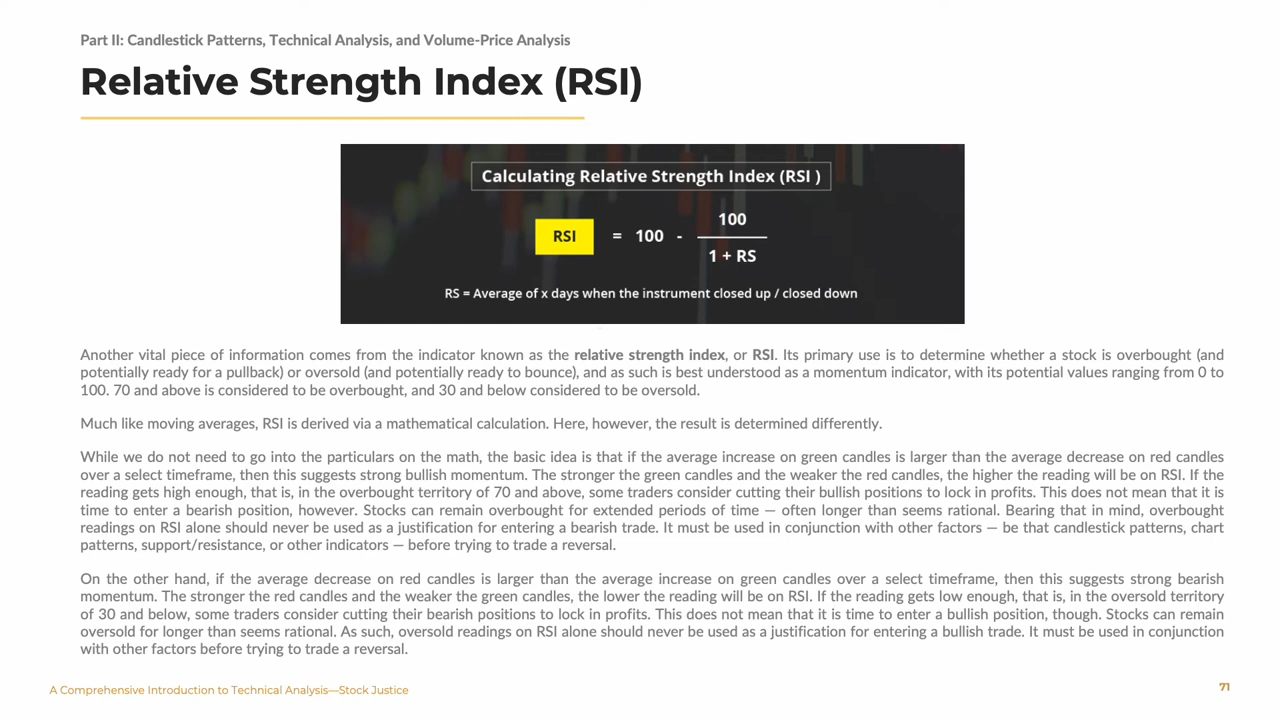 Part II: Candlestick Patterns, Technical Analysis, and Volume-Price Analysis
Relative Strength Index (RSI)
Calculating Relative Strength Index (RSI )
RSI = 100 - 100
1 + RS
RS = Average of x days when the instrument closed up / closed down
Another vital piece of information comes from the indicator known as the relative strength index, or RSI. Its primary use is to determine whether a stock is overbought (and
potentially ready for a pullback) or oversold (and potentially ready to bounce), and as such is best understood as a momentum indicator, with its potential values ranging from 0 to
100. 70 and above is considered to be overbought, and 30 and below considered to be oversold.
Much like moving averages, RSI is derived via a mathematical calculation. Here, however, the result is determined differently.
While we do not need to go into the particulars on the math, the basic idea is that if the average increase on green candles is larger than the average decrease on red candles
over a select timeframe, then this suggests strong bullish momentum. The stronger the green candles and the weaker the red candles, the higher the reading will be on RSI. If the
reading gets high enough, that is, in the overbought territory of 70 and above, some traders consider cutting their bullish positions to lock in profits. This does not mean that it is
time to enter a bearish position, however. Stocks can remain overbought for extended periods of time — often longer than seems rational. Bearing that in mind, overbought
readings on RSI alone should never be used as a justification for entering a bearish trade. It must be used in conjunction with other factors — be that candlestick patterns, chart
patterns, support/resistance, or other indicators — before trying to trade a reversal.
On the other hand, if the average decrease on red candles is larger than the average increase on green candles over a select timeframe, then this suggests strong bearish
momentum. The stronger the red candles and the weaker the green candles, the lower the reading will be on RSI. If the reading gets low enough, that is, in the oversold territory
of 30 and below, some traders consider cutting their bearish positions to lock in profits. This does not mean that it is time to enter a bullish position, though. Stocks can remain
oversold for longer than seems rational. As such, oversold readings on RSI alone should never be used as a justification for entering a bullish trade. It must be used in conjunction
with other factors before trying to trade a reversal.
A Comprehensive Introduction to Technical Analysis—Stock Justice
71